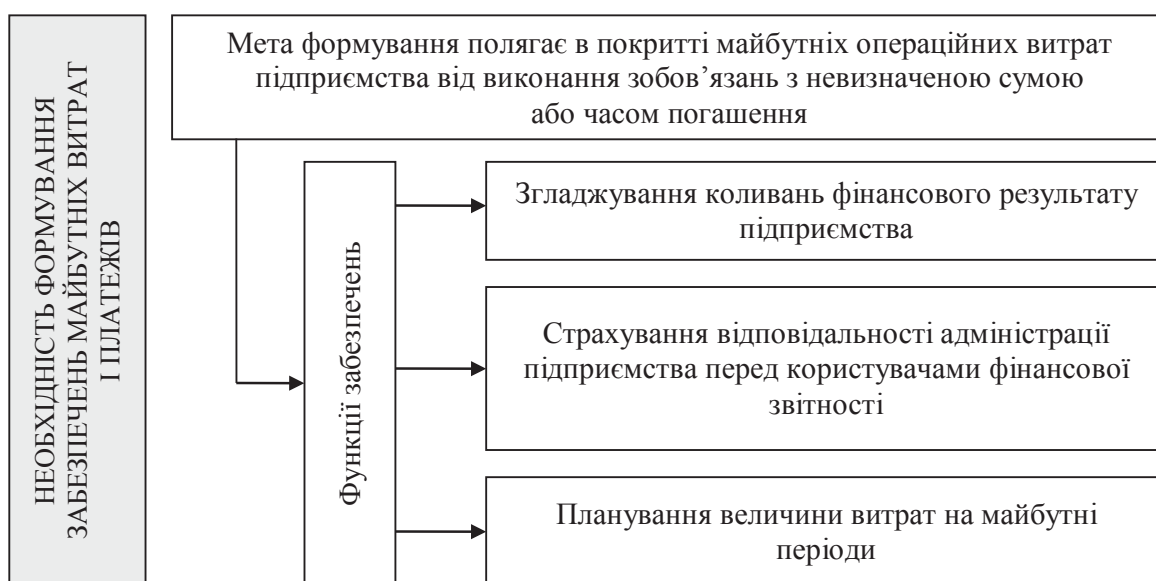 НЕОБХІДНІСТЬ ФОРМУВАННЯ
ЗАБЕЗПЕЧЕНЬ МАЙБУТНІХ ВИТРАТ
І ПЛАТЕЖІВ
Мета формування полягає в покритті майбутніх операційних витрат
підприємства від виконання зобов’язань з невизначеною сумою
або часом погашення
Функції забезпечень
Згладжування коливань фінансового результату
підприємства
Страхування відповідальності адміністрації
підприємства перед користувачами фінансової
звітності
Планування величини витрат на майбутні
періоди